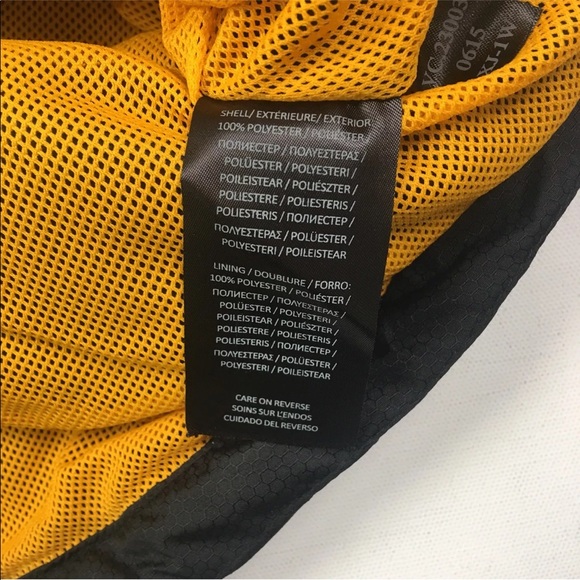 SHELL/ EXTÉRIEURE/ EXTERIOR
100% POLYESTER / POLIÉSTER
ПОЛИЕСТЕР / ΠΟΛΥΕΣΤΕΡΑΣ /
POLÜESTER / POLYESTERI /
POILEISTEAR / POLIÉSZTER /
POLIESTERE / POLIESTERIS /
POLIESTERIS / ПОЛИЕСТЕР /
ΠΟΛΥΕΣΤΕΡΑΣ / POLÜESTER /
POLYESTERI / POILEISTEAR
LINING / DOUBLURE / FORRO:
100% POLYESTER / POLIÉSTER /
ПОЛИЕСТЕР / ΠΟΛΥΕΣΤΕΡΑΣ /
POLÜESTER / POLYESTERI /
POILEISTEAR / POLIÉSZTER /
POLIESTERE / POLIESTERIS /
POLIESTERIS / ПОЛИЕСТЕР /
ΠΟΛΥΕΣΤΕΡΑΣ / POLÜESTER /
POLYESTERI / POILEISTEAR
CARE ON REVERSE
SOINS SUR L'ENDOS
CUIDADO DEL REVERSO
0615